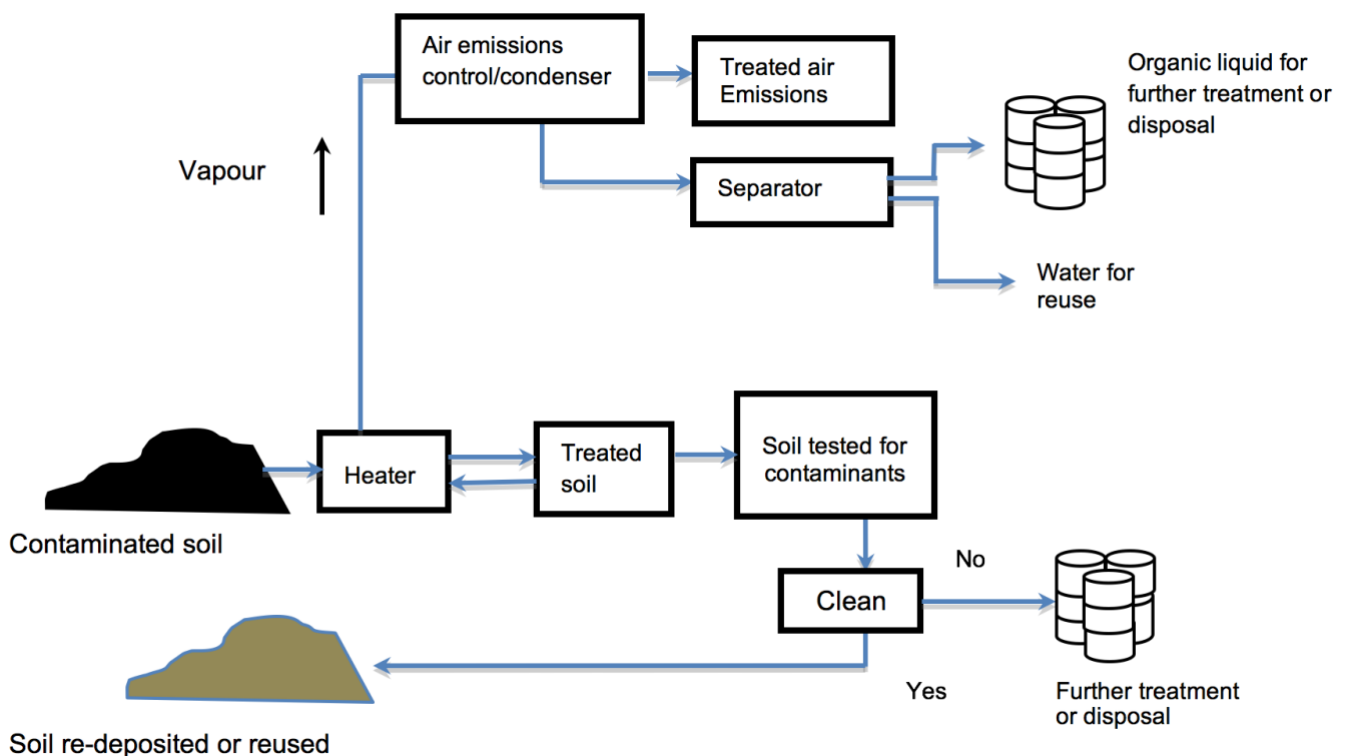 Air emissions
control/condenser
Treated air
Emissions
Organic liquid for
further treatment or
disposal
Vapour
Separator
Water for
reuse
Contaminated soil
Heater
Treated
soil
Soil tested for
contaminants
Clean
No
Yes
Further treatment
or disposal
Soil re-deposited or reused